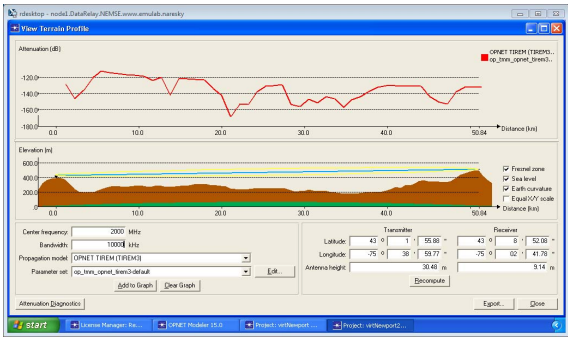 rdesktop - node1.DataRelay.NEMSE.www.emulab.naresky
View Terrain Profile
Attenuation (dB)
OPNET TIREM (TIREM3..
op_tmm_opnet_tirem3..
-120.0
-140.0
-160.0
-180.0
0.0 10.0 20.0 30.0 40.0 50.84
Distance (km)
Elevation (m)
600.0
400.0
200.0
.0
0.0 10.0 20.0 30.0 40.0 50.84
Distance (km)
Fresnel zone
Sea level
Earth curvature
Equal X/Y scale
Center frequency: 2000 MHz
Bandwidth: 10000 kHz
Propagation model: OPNET TIREM (TIREM3)
Parameter set: op_tmm_opnet_tirem3-default Edit...
Add to Graph Clear Graph
Transmitter Receiver
Latitude: 43 ° 1 ' 55.88 " 43 ° 8 ' 52.08 "
Longitude: -75 ° 38 ' 59.77 " -75 ° 02 ' 41.78 "
Antenna height: 30.48 m 9.14 m
Recompute
Attenuation Diagnostics
Export... Close
start
License Manager: Re...
OPNET Modeler 15.0
Project: virtNewport ...
Project: virtNewport2...